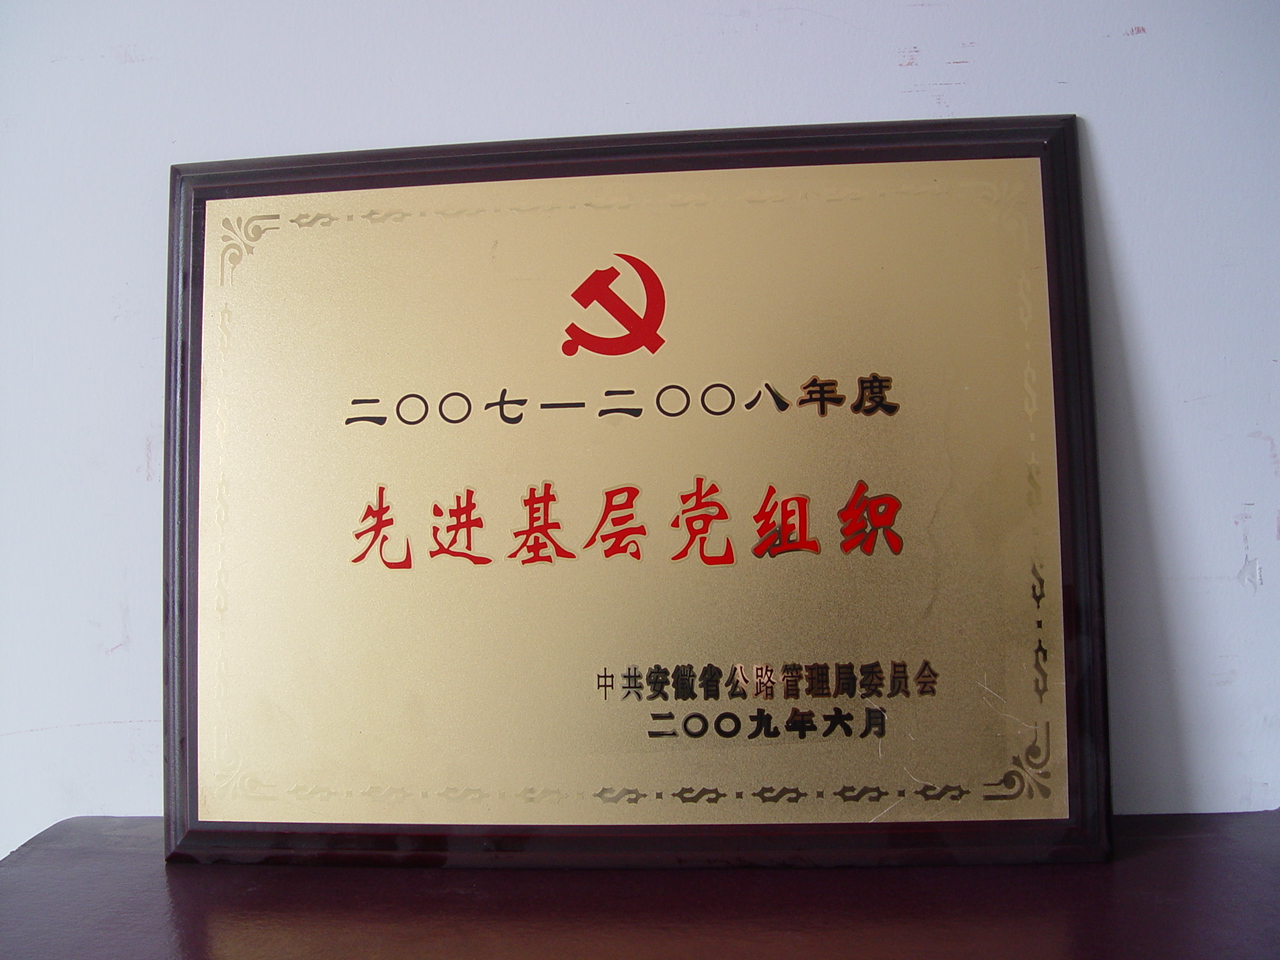 二〇〇七—二〇〇八年度
先进基层党组织
中共安徽省公路管理局委员会
二〇〇九年六月